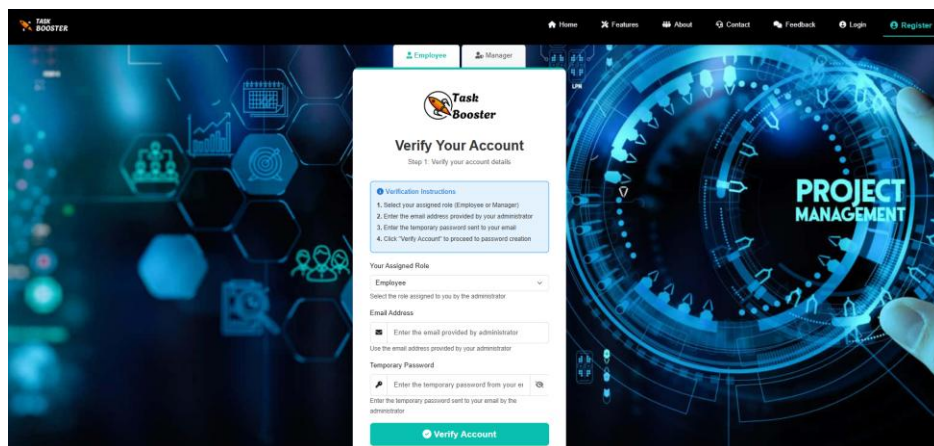 TASK
BOOSTER
Home
Features
About
Contact
Feedback
Login
Register
Employee
Manager
LPM
Task
Booster
Verify Your Account
Step 1: Verify your account details
Verification Instructions
1. Select your assigned role (Employee or Manager)
2. Enter the email address provided by your administrator
3. Enter the temporary password sent to your email
4. Click "Verify Account" to proceed to password creation
PROJECT
MANAGEMENT
Your Assigned Role
Employee
Select the role assigned to you by the administrator
Email Address
Enter the email provided by administrator
Use the email address provided by your administrator
Temporary Password
Enter the temporary password from your e
Enter the temporary password sent to your email by the
administrator
Verify Account